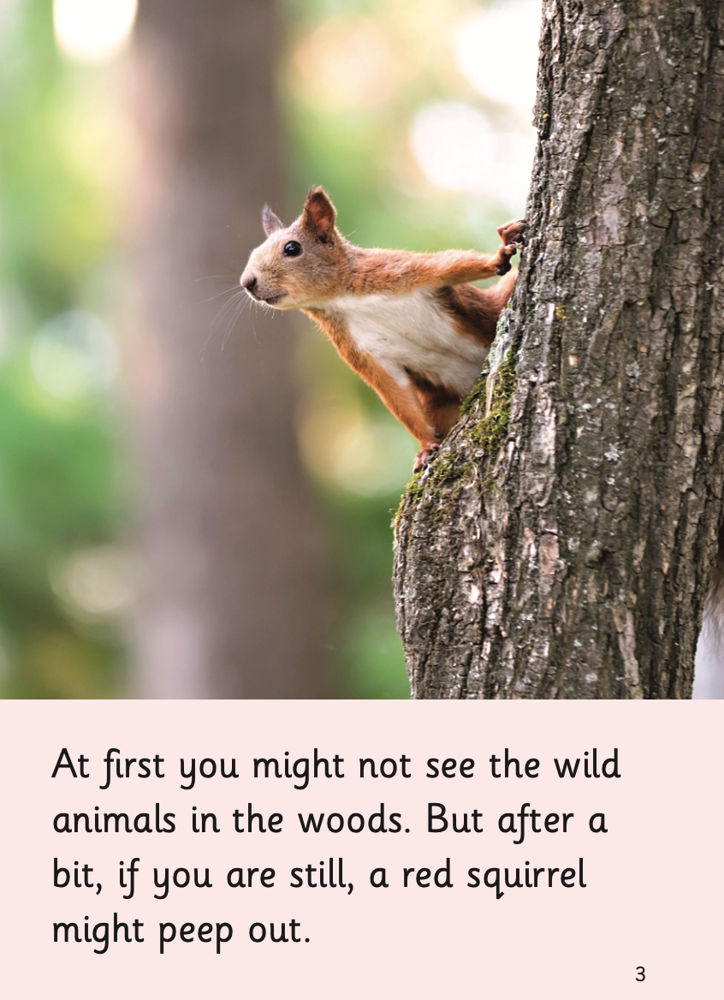 At first you might not see the wild
animals in the woods. But after a
bit, if you are still, a red squirrel
might peep out.
3